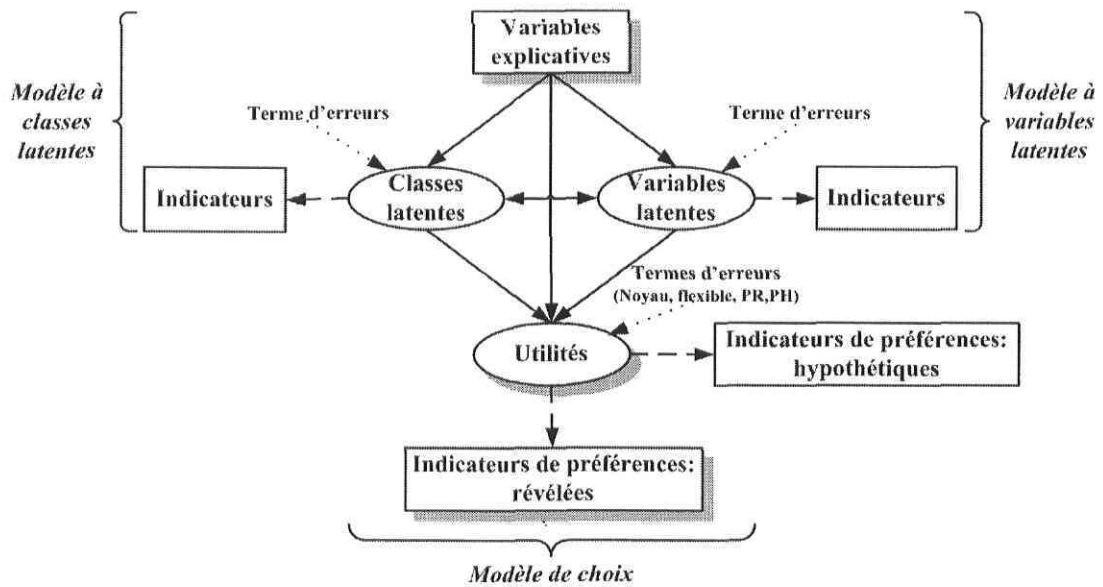 Variables
explicatives
Modèle à
classes
latentes
Modèle à
variables
latentes
Terme d'erreurs
Terme d'erreurs
Indicateurs
Classes
latentes
Variables
latentes
Indicateurs
Termes d'erreurs
(Noyau, flexible, PR,PH)
Utilités
Indicateurs de préférences:
hypothétiques
Indicateurs de préférences:
révélées
Modèle de choix